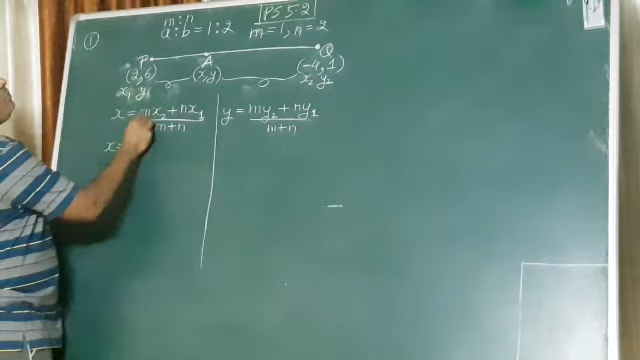 PS 5.2
① m : n
a : b = 1 : 2 m = 1, n = 2
P A Q
(2, 6) (x, y) (-4, 1)
x₁ y₁ x₂ y₂
x = mx₂ + nx₁ / m + n y = my₂ + ny₁ / m + n
x =